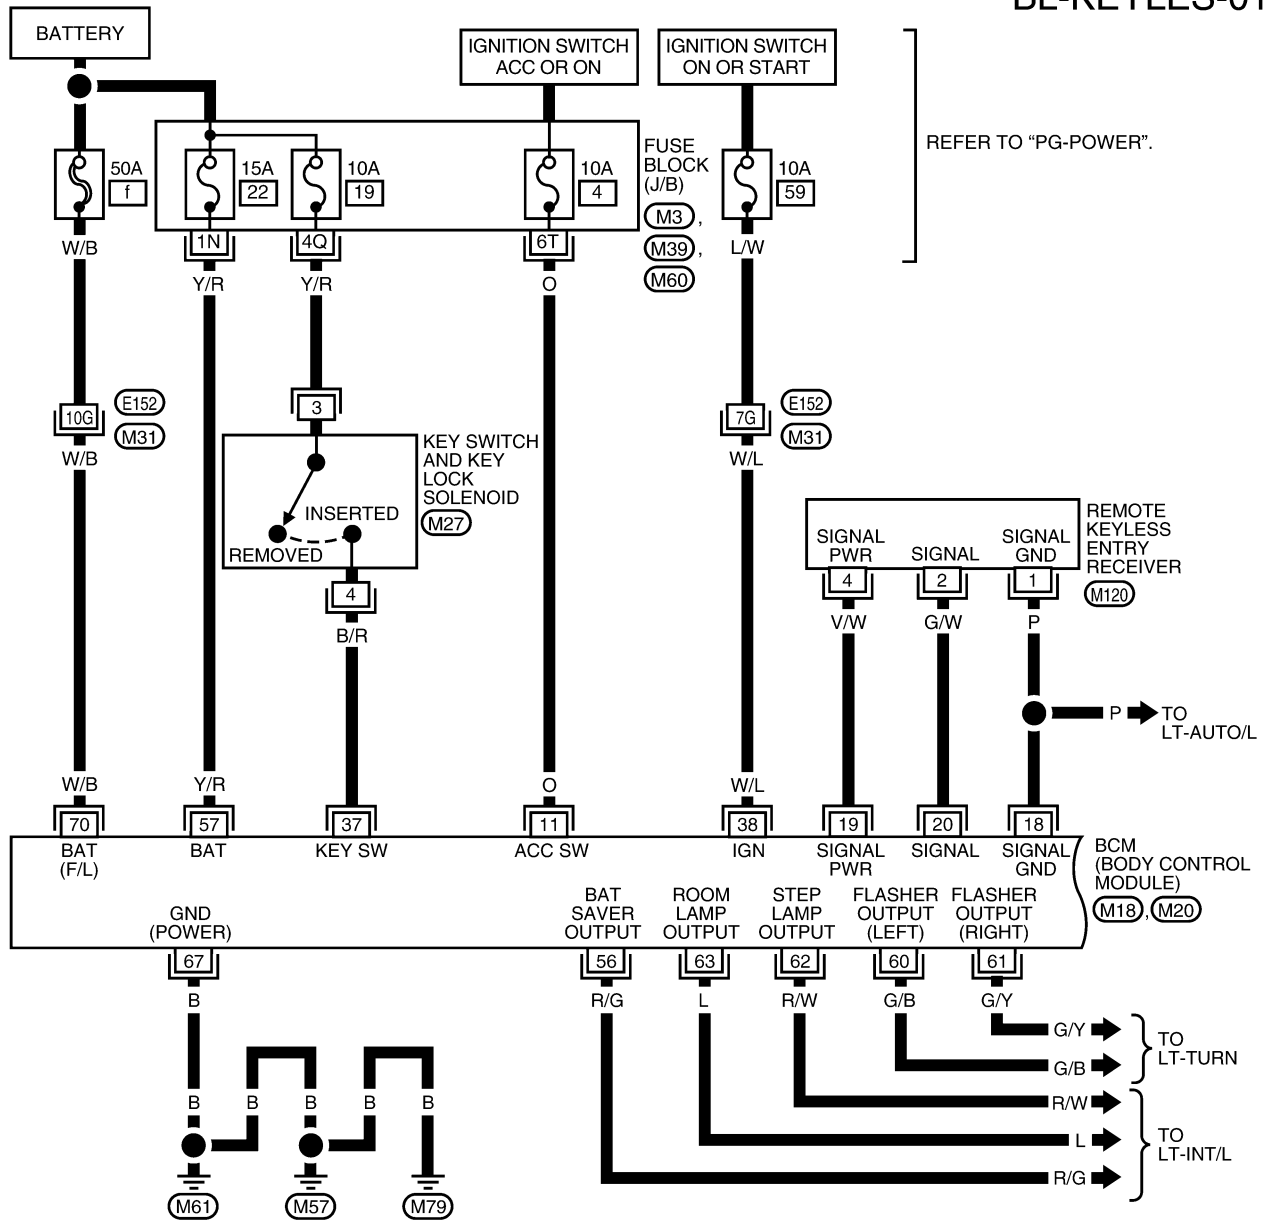 BL-KEYLES-01
BATTERY
IGNITION SWITCH
ACC OR ON
IGNITION SWITCH
ON OR START
REFER TO “PG-POWER”.
50A
f
15A
22
10A
19
10A
4
10A
59
FUSE
BLOCK
(J/B)
M3 ,
M39 ,
M60
1N
4Q
6T
W/B
Y/R
Y/R
O
L/W
10G
E152
M31
3
7G
E152
M31
W/B
W/L
KEY SWITCH
AND KEY
LOCK
SOLENOID
M27
INSERTED
REMOVED
4
B/R
SIGNAL
PWR
SIGNAL
SIGNAL
GND
REMOTE
KEYLESS
ENTRY
RECEIVER
M120
4
2
1
V/W
G/W
P
P
TO
LT-AUTO/L
W/B
Y/R
O
W/L
70
57
37
11
38
19
20
18
BAT
(F/L)
BAT
KEY SW
ACC SW
IGN
SIGNAL
PWR
SIGNAL
SIGNAL
GND
BCM
(BODY CONTROL
MODULE)
M18 , M20
GND
(POWER)
BAT
SAVER
OUTPUT
ROOM
LAMP
OUTPUT
STEP
LAMP
OUTPUT
FLASHER
OUTPUT
(LEFT)
FLASHER
OUTPUT
(RIGHT)
67
56
63
62
60
61
B
R/G
L
R/W
G/B
G/Y
G/Y
G/B
TO
LT-TURN
R/W
L
R/G
TO
LT-INT/L
B
B
B
B
B
M61
M57
M79